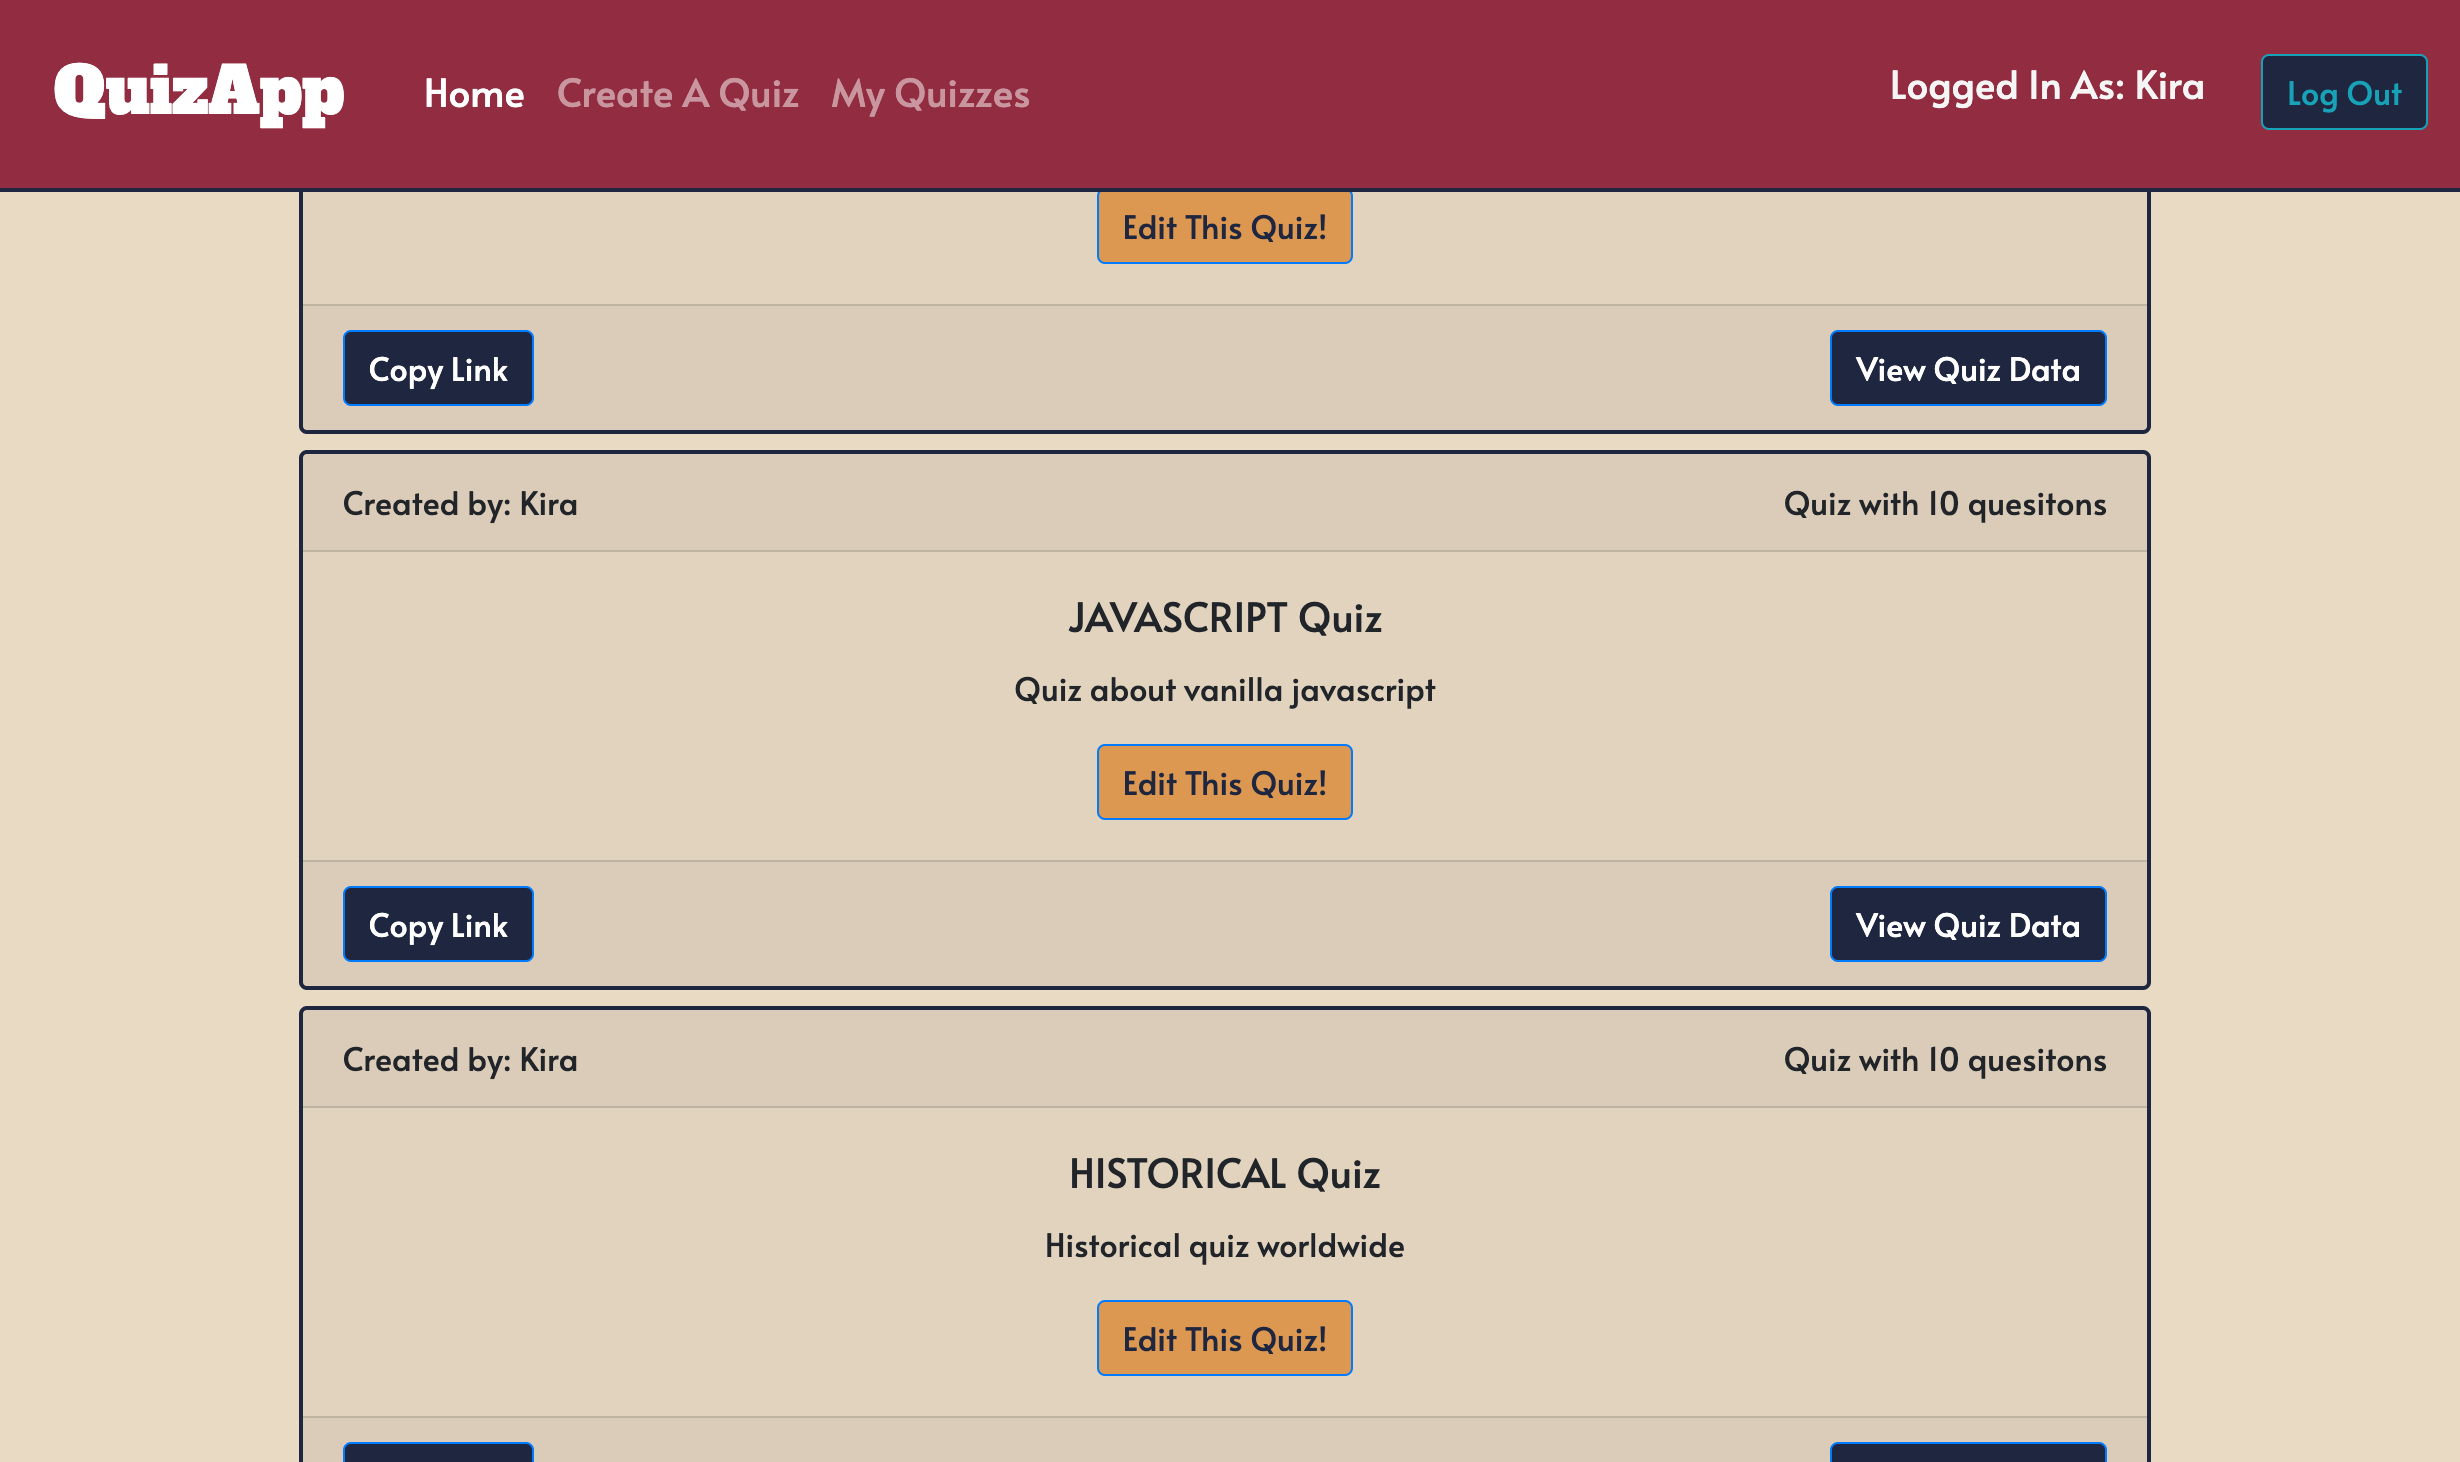 QuizApp Home Create A Quiz My Quizzes Logged In As: Kira Log Out
Edit This Quiz!
Copy Link View Quiz Data
Created by: Kira Quiz with 10 quesitons
JAVASCRIPT Quiz
Quiz about vanilla javascript
Edit This Quiz!
Copy Link View Quiz Data
Created by: Kira Quiz with 10 quesitons
HISTORICAL Quiz
Historical quiz worldwide
Edit This Quiz!